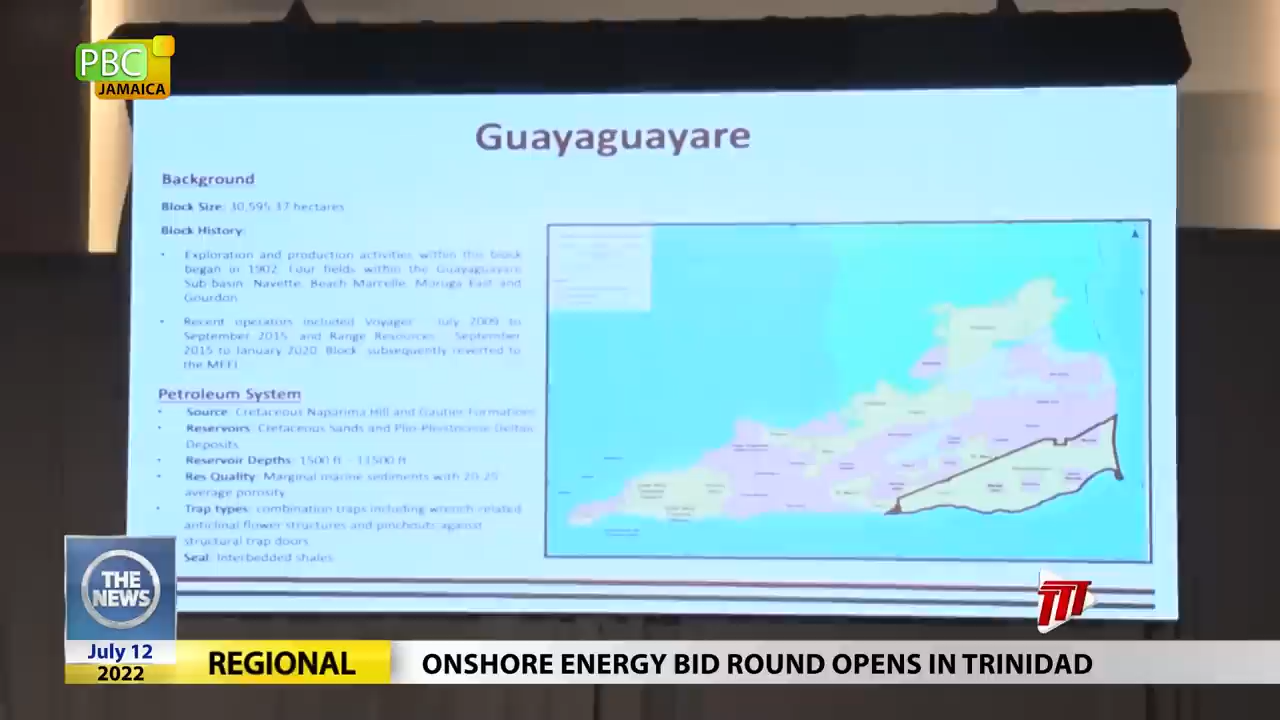 PBC
JAMAICA
Guayaguayare
Background
Block Size: 30,595.37 hectares
Block History:
• Exploration and production activities within this block
began in 1902. Four fields within the Guayaguayare
Sub-basin: Navette, Beach Marcelle, Moruga East and
Gourdon
• Recent operators included Voyager July 2009 to
September 2015 and Range Resources September
2015 to January 2020. Block subsequently reverted to
the MEEI
Petroleum System
• Source: Cretaceous Naparima Hill and Gautier Formations
• Reservoirs: Cretaceous Sands and Plio-Pleistocene Deltaic
Deposits
• Reservoir Depths: 1500 ft - 11500 ft
• Res Quality: Marginal marine sediments with 20-25
average porosity
• Trap types: combination traps including wrench related
anticlinal flower structures and pinchouts against
structural trap doors
Seal: Interbedded shales
THE
NEWS
TTT
July 12
2022
REGIONAL
ONSHORE ENERGY BID ROUND OPENS IN TRINIDAD